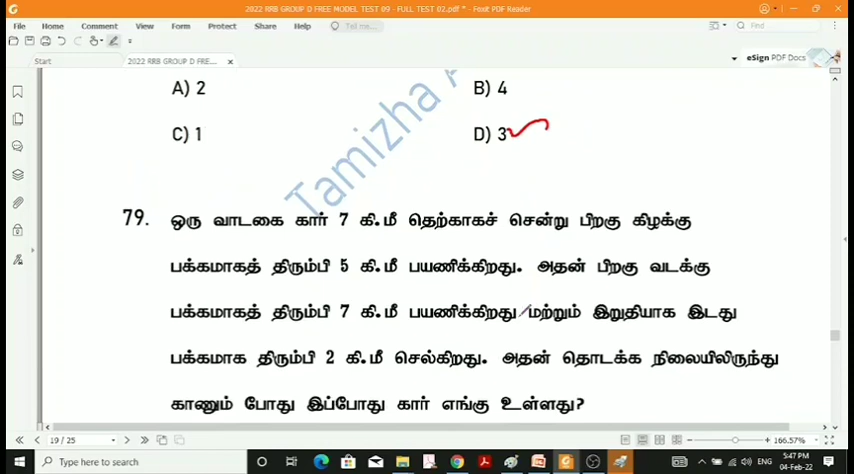 2022 RRB GROUP D FREE MODEL TEST 09 - FULL TEST 02.pdf * - Foxit PDF Reader
File Home Comment View Form Protect Share Help Tell me... Find
Start 2022 RRB GROUP D FREE... eSign PDF Docs
A) 2 B) 4
C) 1 D) 3
Tamizha A
79. ஒரு வாடகை கார் 7 கி.மீ தெற்காகச் சென்று பிறகு கிழக்கு
பக்கமாகத் திரும்பி 5 கி.மீ பயணிக்கிறது. அதன் பிறகு வடக்கு
பக்கமாகத் திரும்பி 7 கி.மீ பயணிக்கிறது மற்றும் இறுதியாக இடது
பக்கமாக திரும்பி 2 கி.மீ செல்கிறது. அதன் தொடக்க நிலையிலிருந்து
காணும் போது இப்போது கார் எங்கு உள்ளது?
19 / 25 166.57%
Type here to search ENG 5:47 PM
04-Feb-22